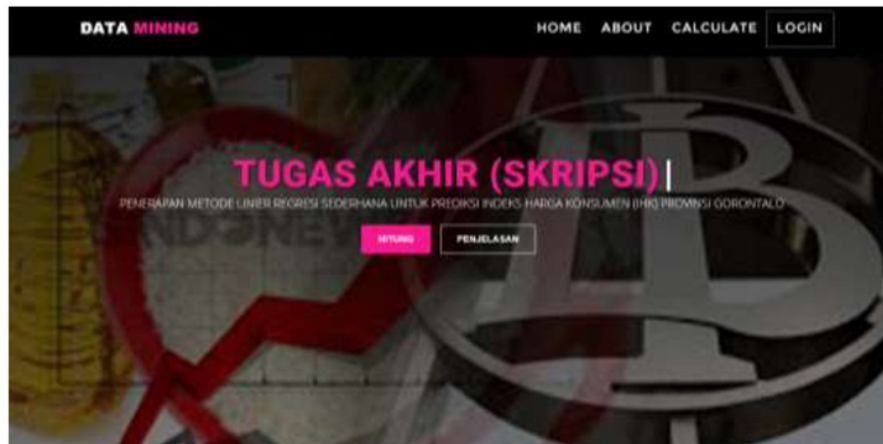 DATA MINING
HOME ABOUT CALCULATE LOGIN
TUGAS AKHIR (SKRIPSI)|
PENERAPAN METODE LINIER REGRESI SEDERHANA UNTUK PREDIKSI INDEKS HARGA KONSUMEN (IHK) PROVINSI GORONTALO
HITUNG PENJELASAN